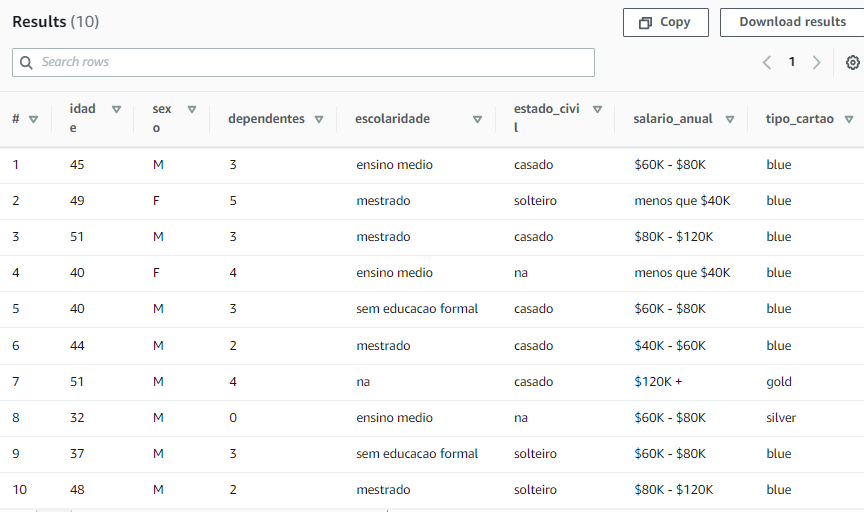 Results (10)
Copy
Download results
Search rows
1
# idade sexo dependentes escolaridade estado_civil salario_anual tipo_cartao
1 45 M 3 ensino medio casado $60K - $80K blue
2 49 F 5 mestrado solteiro menos que $40K blue
3 51 M 3 mestrado casado $80K - $120K blue
4 40 F 4 ensino medio na menos que $40K blue
5 40 M 3 sem educacao formal casado $60K - $80K blue
6 44 M 2 mestrado casado $40K - $60K blue
7 51 M 4 na casado $120K + gold
8 32 M 0 ensino medio na $60K - $80K silver
9 37 M 3 sem educacao formal solteiro $60K - $80K blue
10 48 M 2 mestrado solteiro $80K - $120K blue